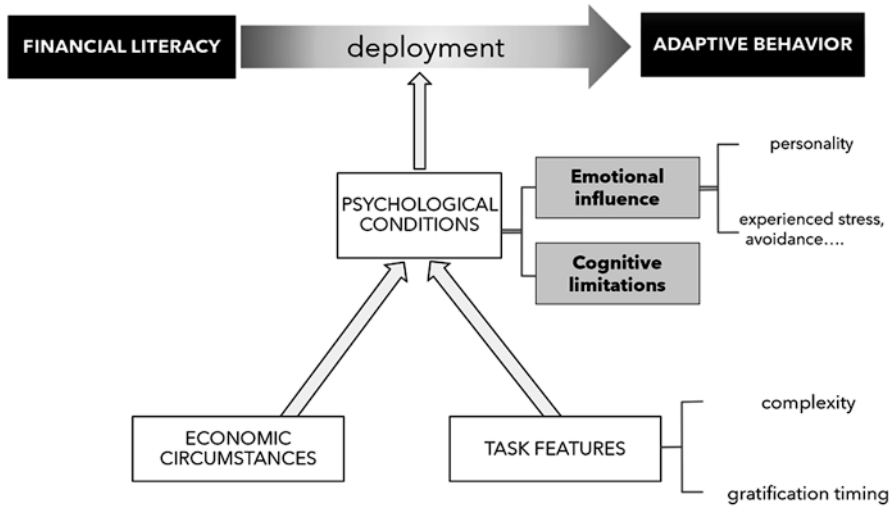 FINANCIAL LITERACY
deployment
ADAPTIVE BEHAVIOR
PSYCHOLOGICAL
CONDITIONS
Emotional
influence
personality
experienced stress,
avoidance....
Cognitive
limitations
ECONOMIC
CIRCUMSTANCES
TASK FEATURES
complexity
gratification timing